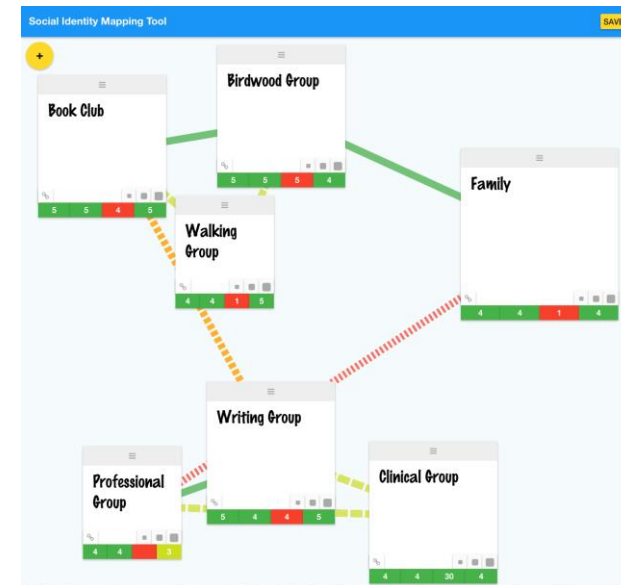 Social Identity Mapping Tool
SAVE
+
Birdwood Group
5 5 5 4
Book Club
5 5 4 5
Walking
Group
4 4 1 5
Family
4 4 1 4
Writing Group
5 4 4 5
Professional
Group
4 4 3
Clinical Group
4 4 30 4